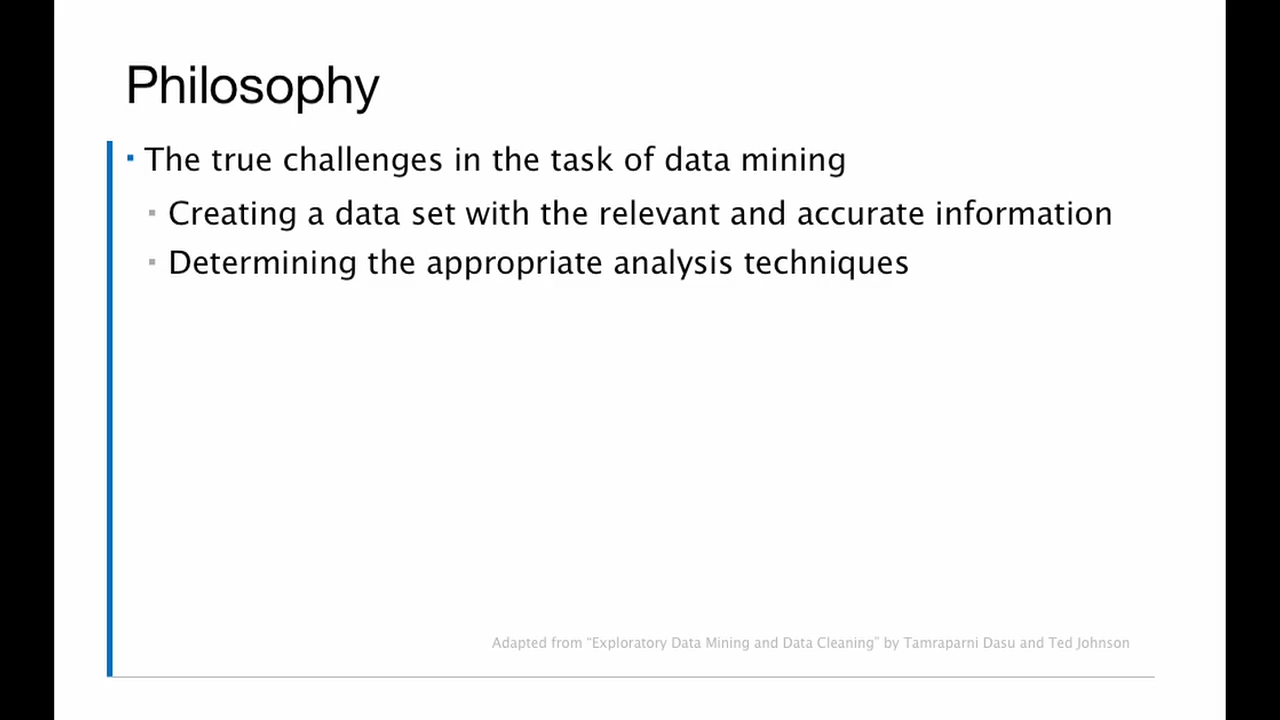 Philosophy
The true challenges in the task of data mining
Creating a data set with the relevant and accurate information
Determining the appropriate analysis techniques
Adapted from “Exploratory Data Mining and Data Cleaning” by Tamraparni Dasu and Ted Johnson